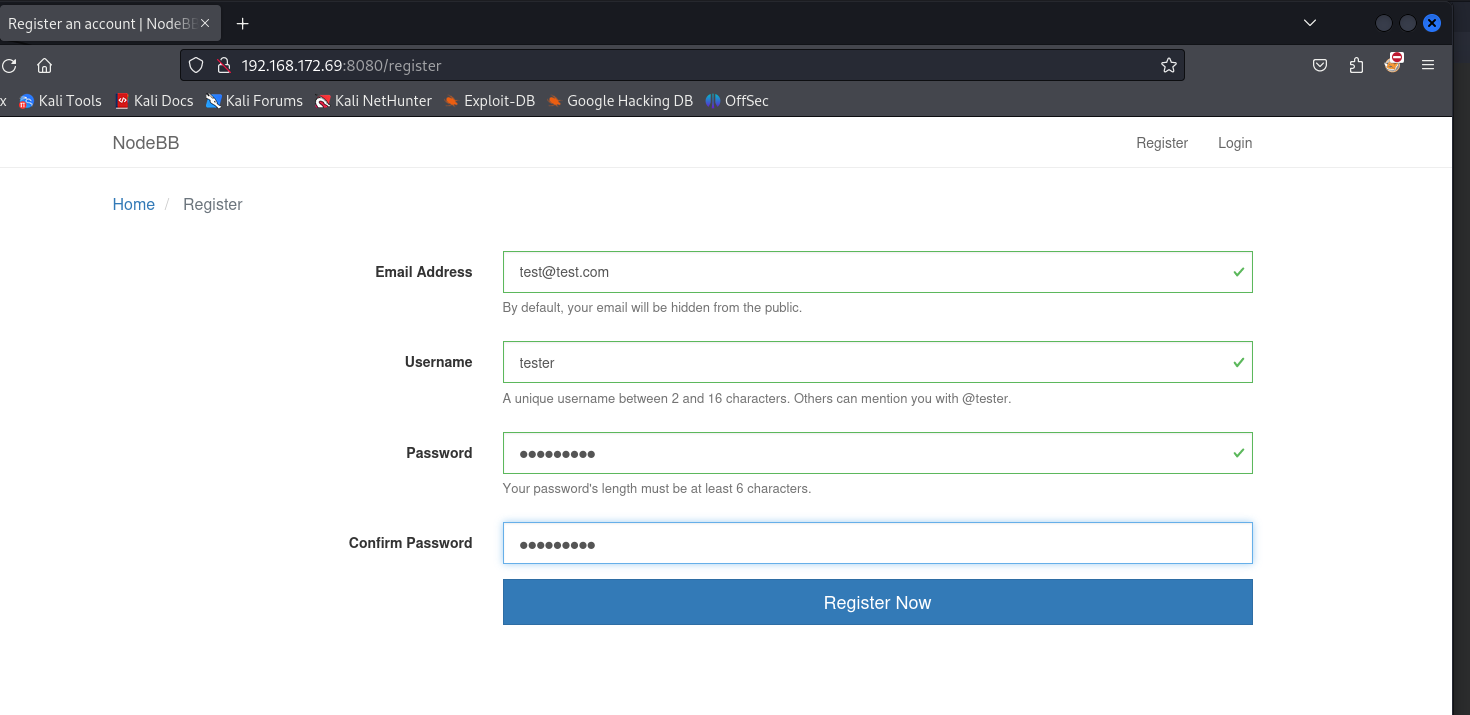 Register an account | NodeBB
192.168.172.69:8080/register
x Kali Tools Kali Docs Kali Forums Kali NetHunter Exploit-DB Google Hacking DB OffSec
NodeBB Register Login
Home / Register
Email Address test@test.com
By default, your email will be hidden from the public.
Username tester
A unique username between 2 and 16 characters. Others can mention you with @tester.
Password ●●●●●●●●●
Your password's length must be at least 6 characters.
Confirm Password ●●●●●●●●●
Register Now